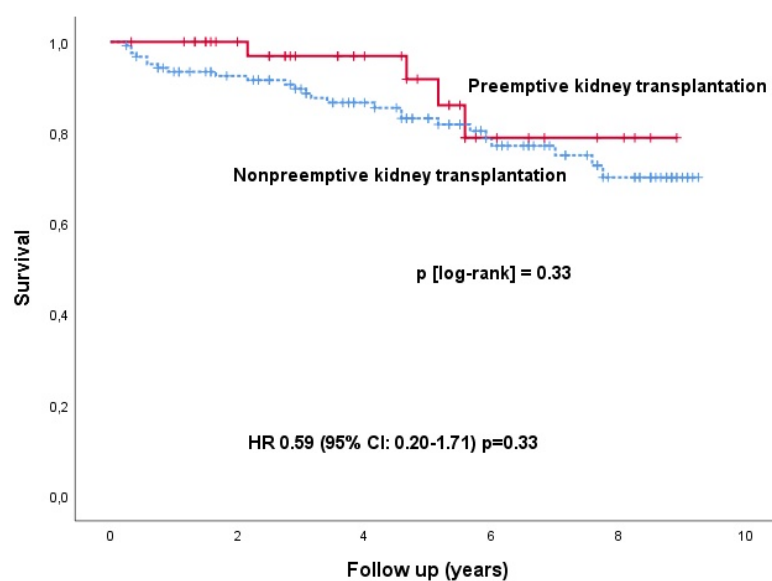 1,0
Preemptive kidney transplantation
0,8
Nonpreemptive kidney transplantation
0,6
Survival
p [log-rank] = 0.33
0,4
0,2
HR 0.59 (95% CI: 0.20-1.71) p=0.33
0,0
0 2 4 6 8 10
Follow up (years)